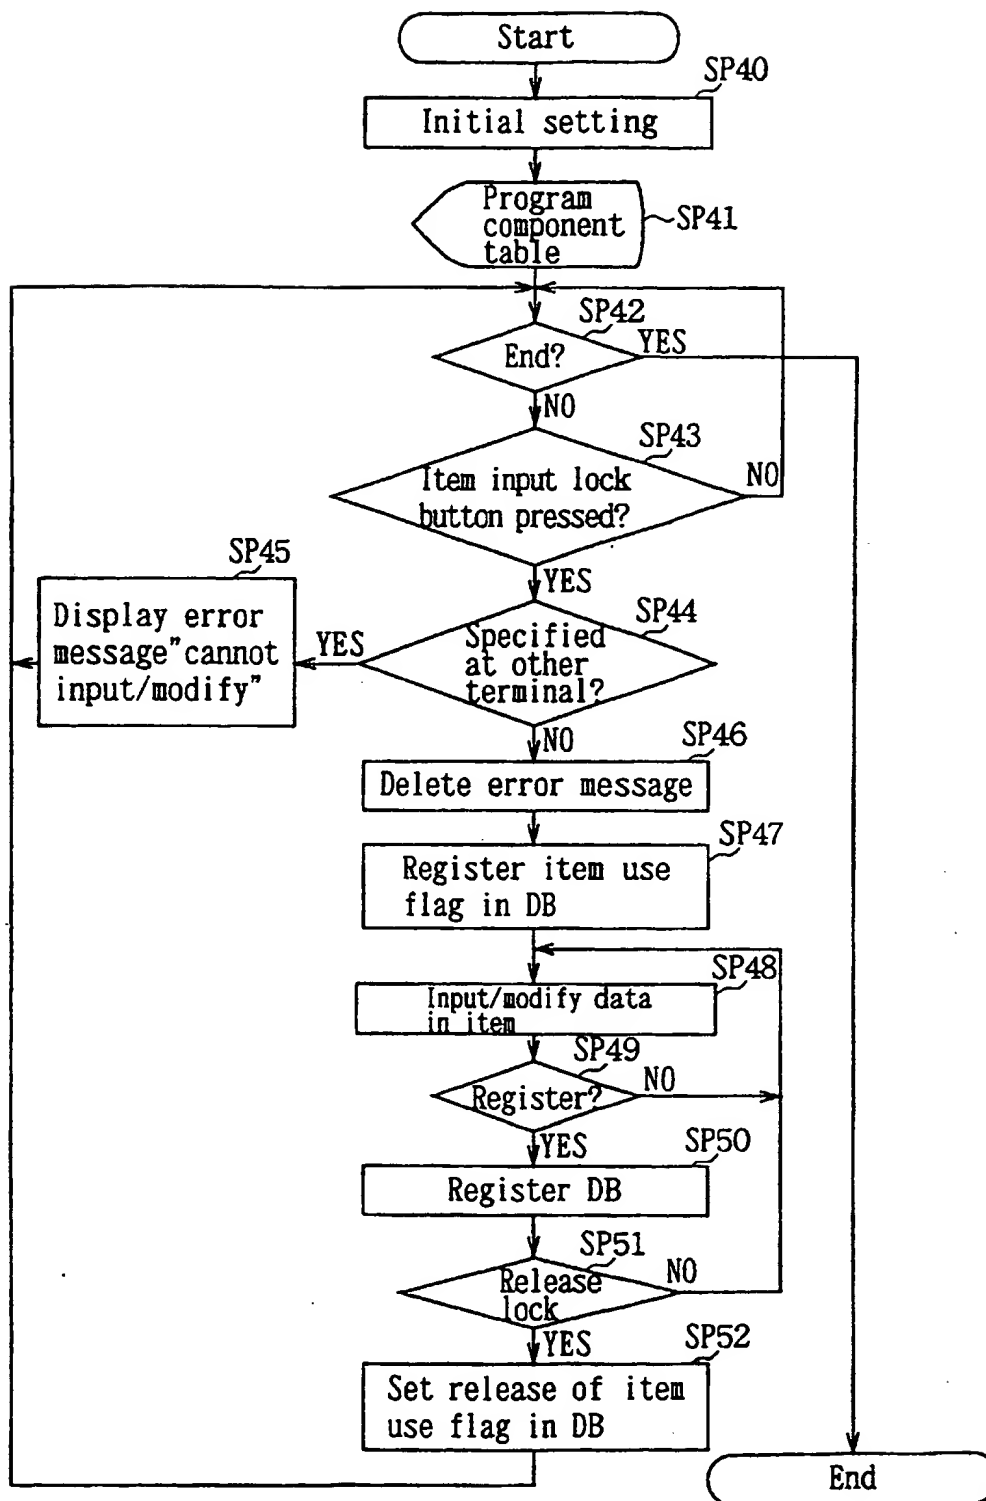 Start
SP40
Initial setting
Program
component
table
SP41
SP42
End?
YES
NO
SP43
Item input lock
button pressed?
NO
YES
SP45
Display error
message"cannot
input/modify"
YES
SP44
Specified
at other
terminal?
NO
SP46
Delete error message
SP47
Register item use
flag in DB
SP48
Input/modify data
in item
SP49
Register?
NO
YES
SP50
Register DB
SP51
Release
lock
NO
YES
SP52
Set release of item
use flag in DB
End